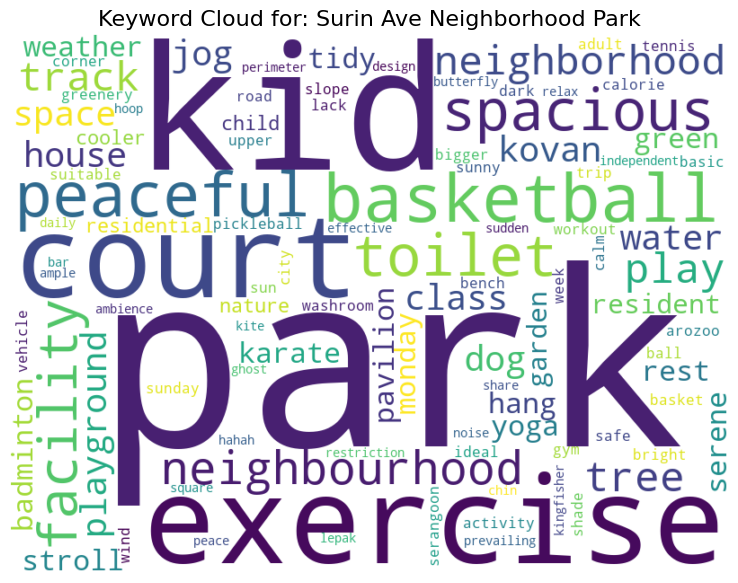 Keyword Cloud for: Surin Ave Neighborhood Park
weather
corner
track
greenery
hoop
space
cooler
house
suitable
jog
perimeter
design
tidy
road
slope
lack
child
upper
kid
neighborhood
adult
tennis
butterfly
dark
relax
calorie
spacious
kovan
green
bigger
sunny
independent
basic
trip
peaceful
basketball
daily
residential
pickleball
effective
sudden
workout
water
calm
court
toilet
play
bar
ample
city
sun
nature
washroom
bench
class
week
resident
vehicle
ambience
kite
karate
ghost
pavilion
monday
dog
garden
arozoo
ball
rest
share
hang
basket
sunday
park
yoga
safe
serene
badminton
facility
playground
hahah
restriction
noise
ideal
gym
bright
neighbourhood
tree
square
chin
kingfisher
shade
exercise
stroll
wind
peace
lepak
serangoon
activity
prevailing